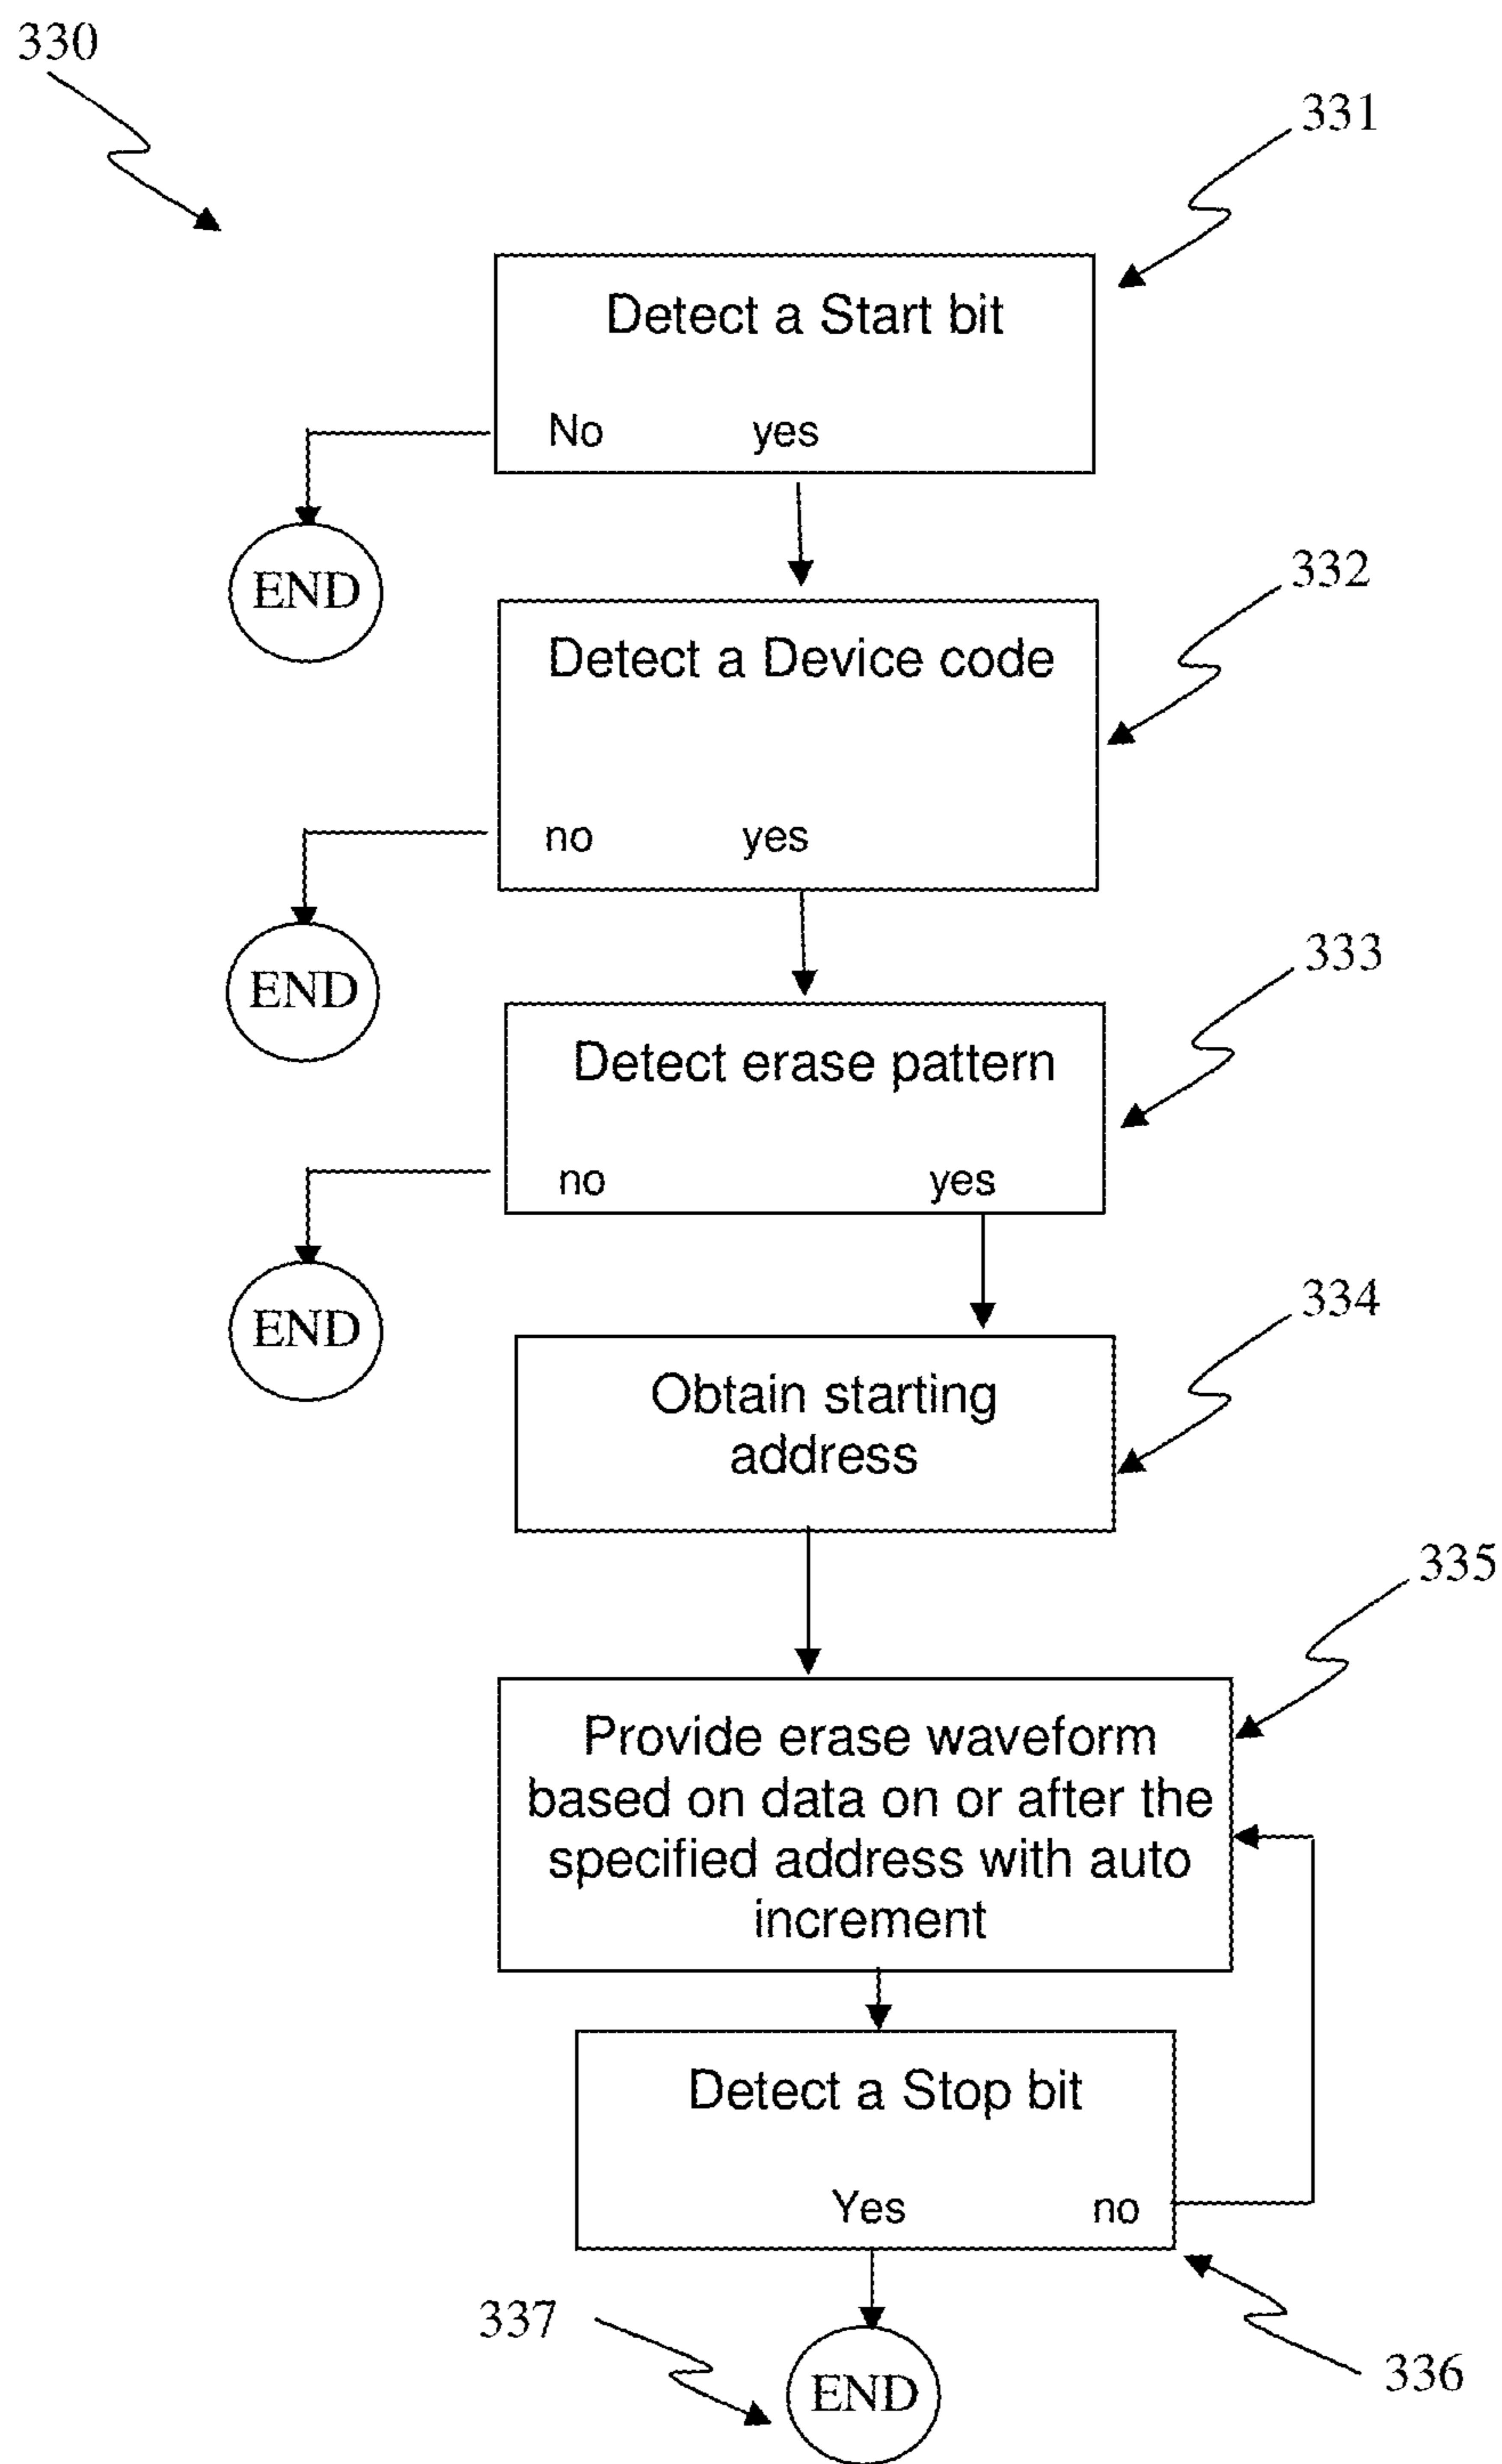 330
331
Detect a Start bit
No yes
END
332
Detect a Device code
no yes
END
333
Detect erase pattern
no yes
END
334
Obtain starting
address
335
Provide erase waveform
based on data on or after the
specified address with auto
increment
Detect a Stop bit
Yes no
336
337
END